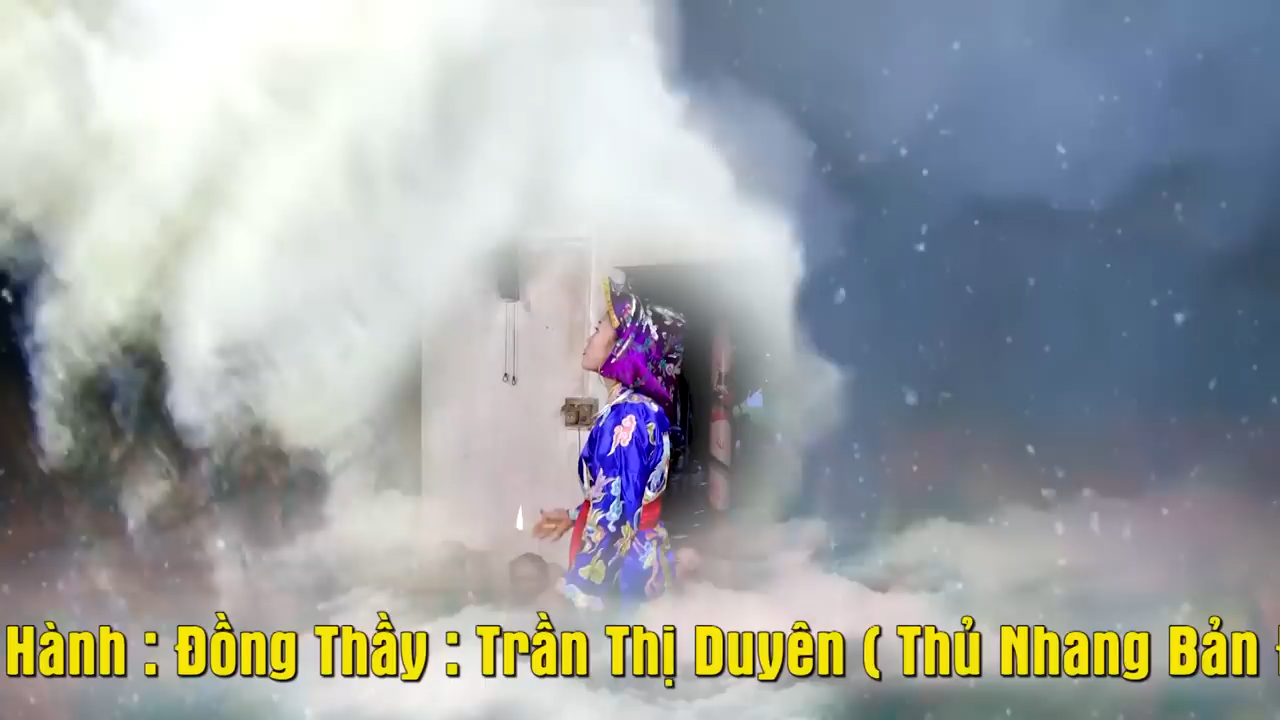 Hành : Đồng Thầy : Trần Thị Duyên ( Thủ Nhang Bản